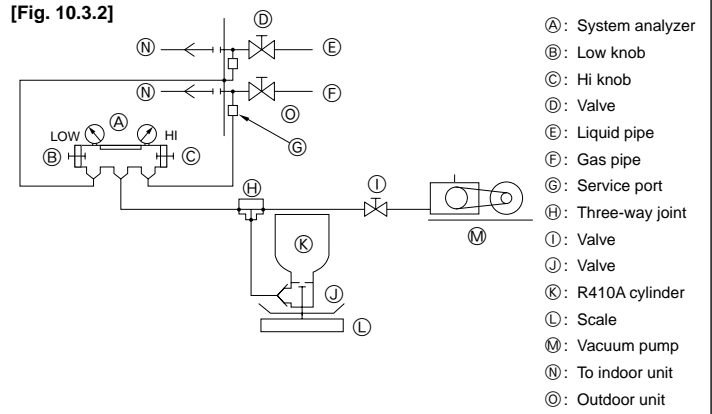 [Fig. 10.3.2]
Ⓓ
Ⓝ Ⓔ
Ⓝ Ⓕ
Ⓞ
Ⓐ
LOW HI
Ⓖ
Ⓑ Ⓒ
Ⓗ Ⓘ
Ⓚ Ⓜ
Ⓙ
Ⓛ
Ⓐ: System analyzer
Ⓑ: Low knob
Ⓒ: Hi knob
Ⓓ: Valve
Ⓔ: Liquid pipe
Ⓕ: Gas pipe
Ⓖ: Service port
Ⓗ: Three-way joint
Ⓘ: Valve
Ⓙ: Valve
Ⓚ: R410A cylinder
Ⓛ: Scale
Ⓜ: Vacuum pump
Ⓝ: To indoor unit
Ⓞ: Outdoor unit